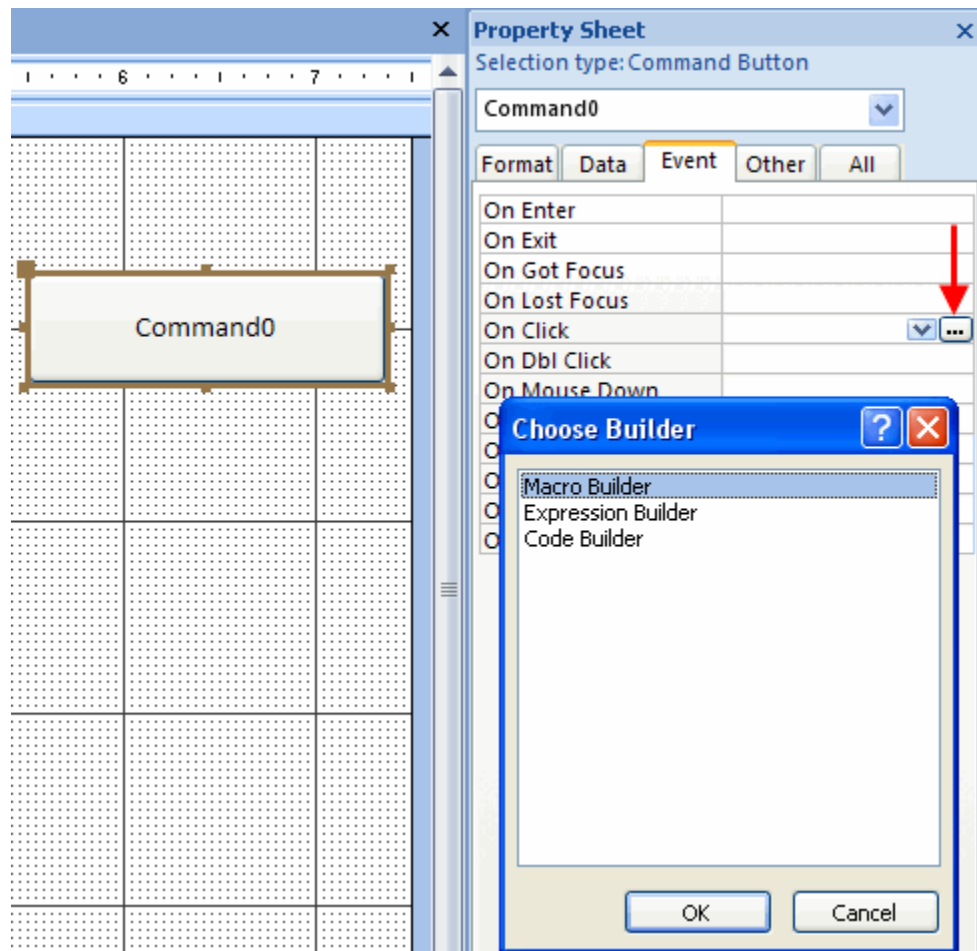 Property Sheet
Selection type: Command Button
6 7
Command0
Format Data Event Other All
On Enter
On Exit
On Got Focus
On Lost Focus
On Click ...
On Dbl Click
On Mouse Down
Command0
Choose Builder ?
O
O
O
O
O
Macro Builder
Expression Builder
Code Builder
OK Cancel